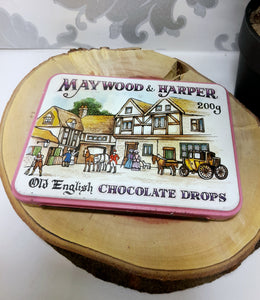 MAYWOOD & HARPER
200g
Old English CHOCOLATE DROPS